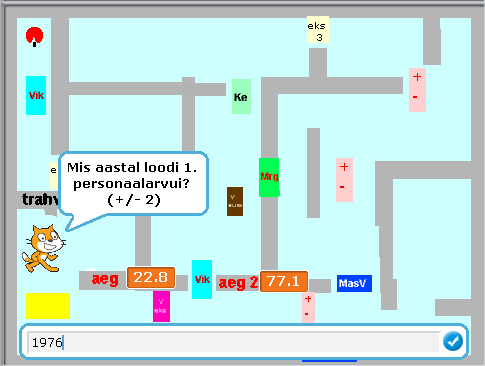 eks
3
Vik
+
-
Ke
Mis aastal loodi 1.
personaalarvui?
(+/- 2)
Mrg
+
-
trahv
V
aeg 22.8
Vik
aeg 2 77.1
MasV
V
+
-
1976